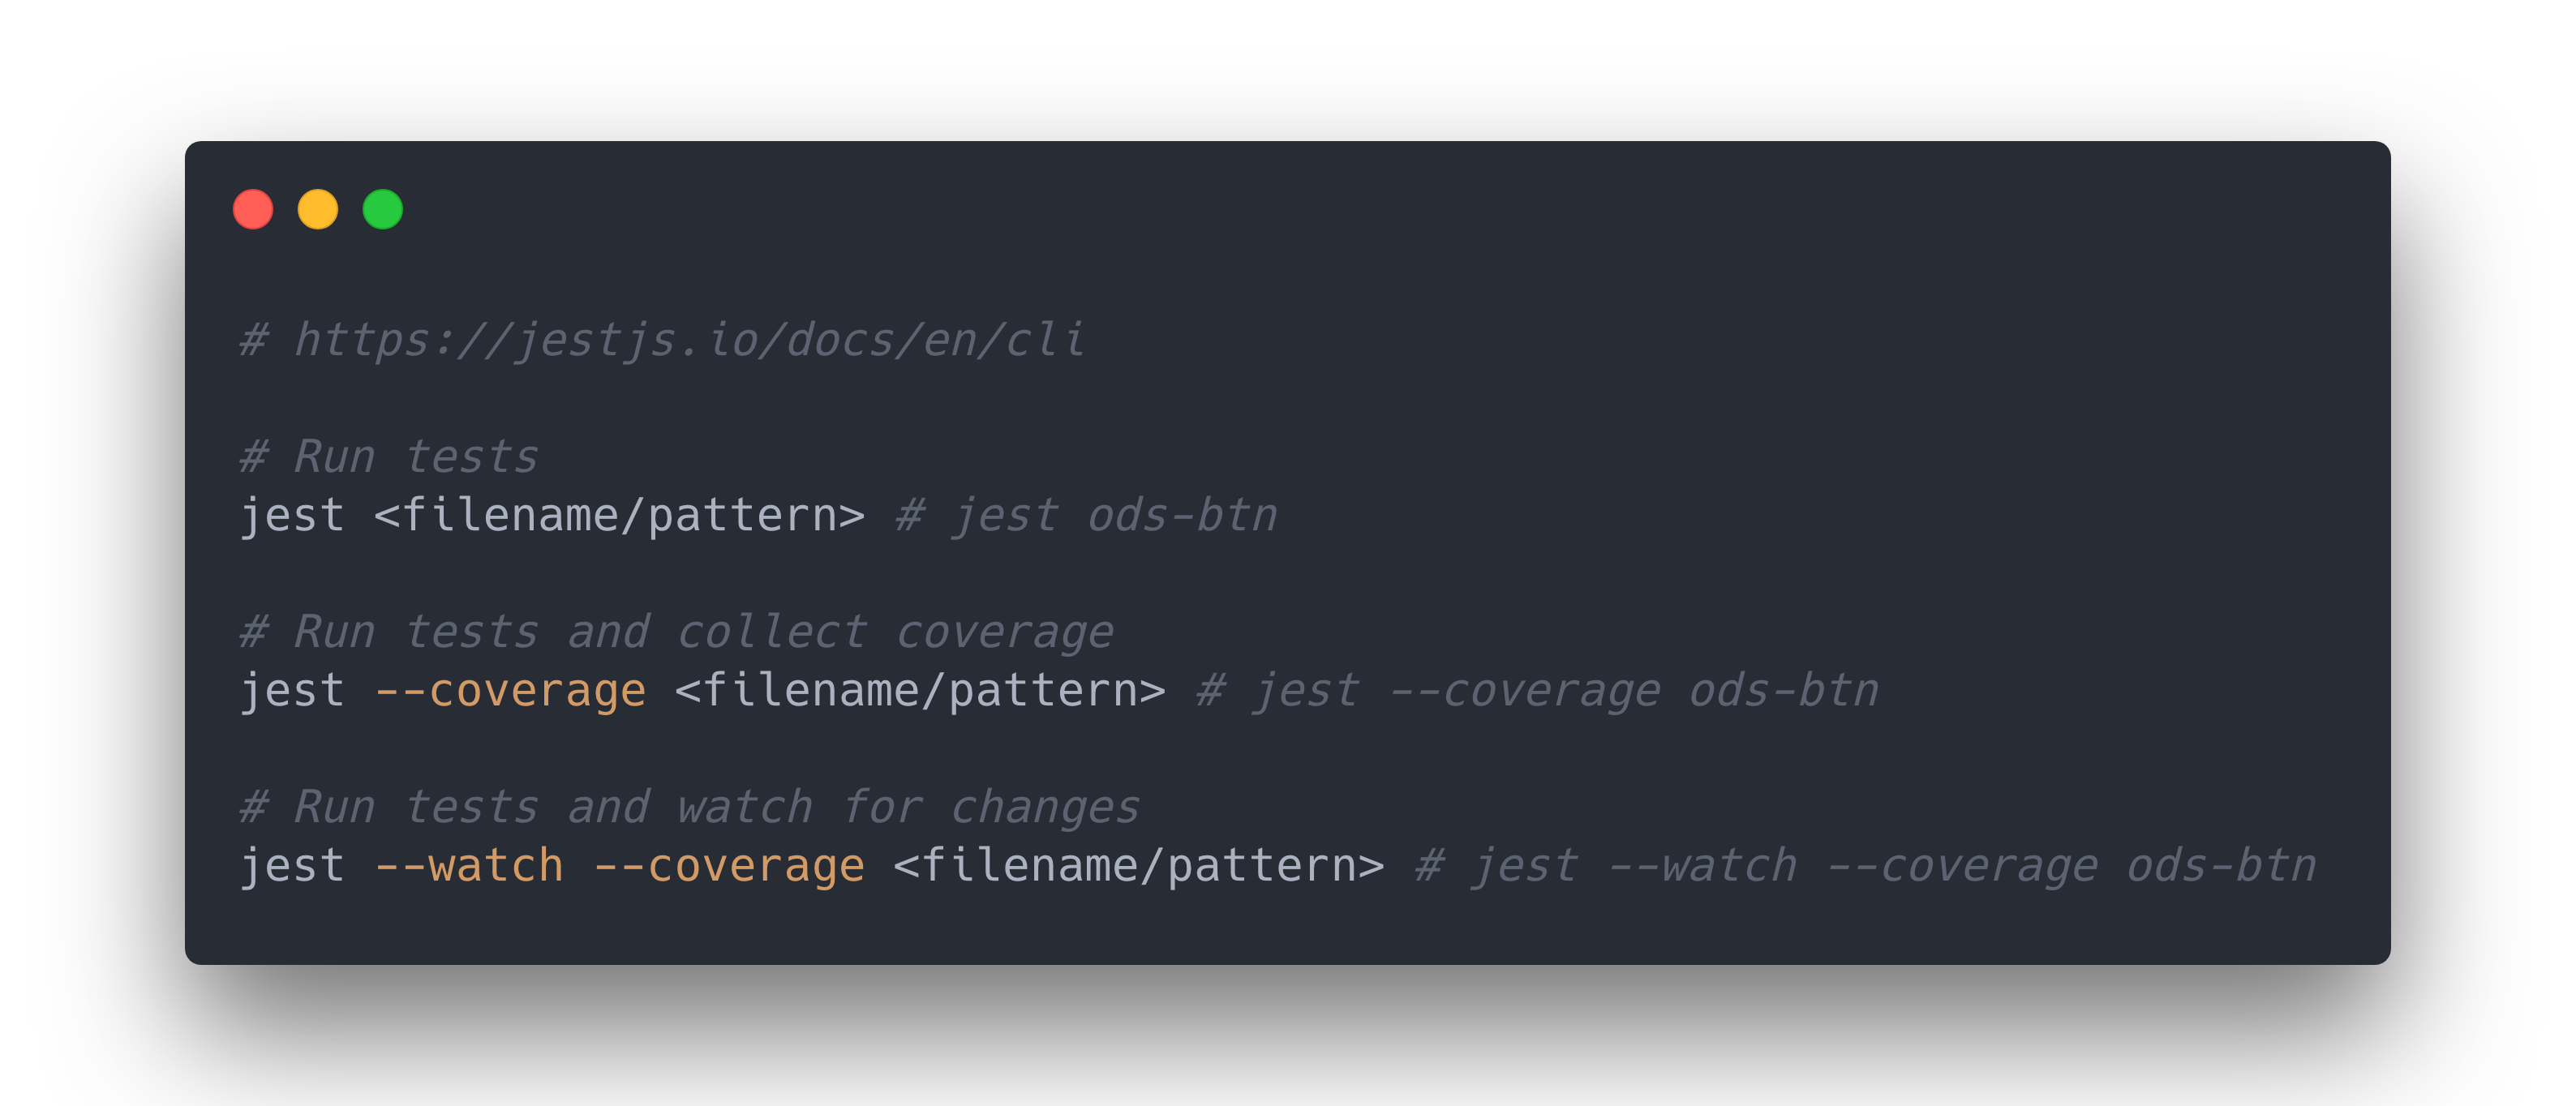 # https://jestjs.io/docs/en/cli
# Run tests
jest <filename/pattern> # jest ods-btn
# Run tests and collect coverage
jest --coverage <filename/pattern> # jest --coverage ods-btn
# Run tests and watch for changes
jest --watch --coverage <filename/pattern> # jest --watch --coverage ods-btn